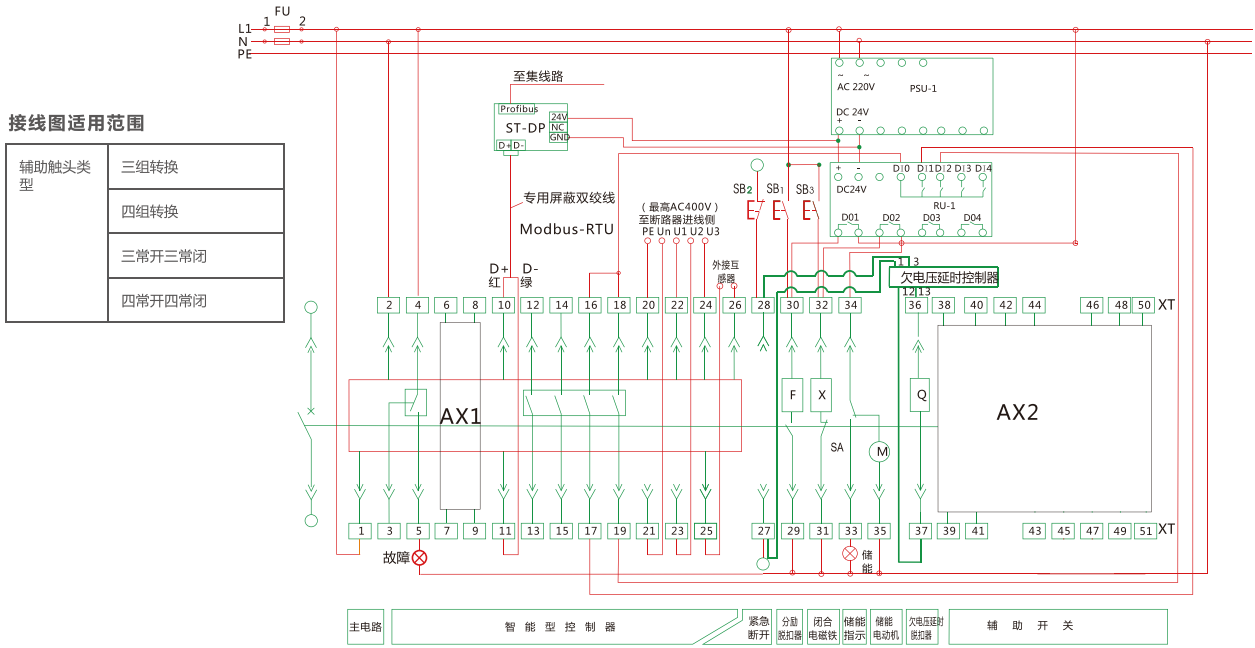 FU
1 2
L1
N
PE
接线图适用范围
辅助触头类
型
三组转换
四组转换
三常开三常闭
四常开四常闭
至集线路
Profibus
ST-DP
24V
NC
GND
D+ D-
专用屏蔽双绞线
Modbus-RTU
D+ D-
红 绿
(最高AC400V)
至断路器进线侧
PE Un U1 U2 U3
外接互
感器
SB2 SB1 SB3
~ ~
AC 220V
PSU-1
DC 24V
+ -
+ -
DI0 DI1 DI2 DI3 DI4
DC24V
RU-1
D01 D02 D03 D04
1 3
欠电压延时控制器
12 13
2 4 6 8 10 12 14 16 18 20 22 24 26 28 30 32 34 36 38 40 42 44 46 48 50 XT
F X Q
AX1
AX2
SA
M
1 3 5 7 9 11 13 15 17 19 21 23 25 27 29 31 33 35 37 39 41 43 45 47 49 51 XT
故障
储
能
主电路
智能型控制器
紧急
断开
分励
脱扣器
闭合
电磁铁
储能
指示
储能
电动机
欠电压延时
脱扣器
辅助开关